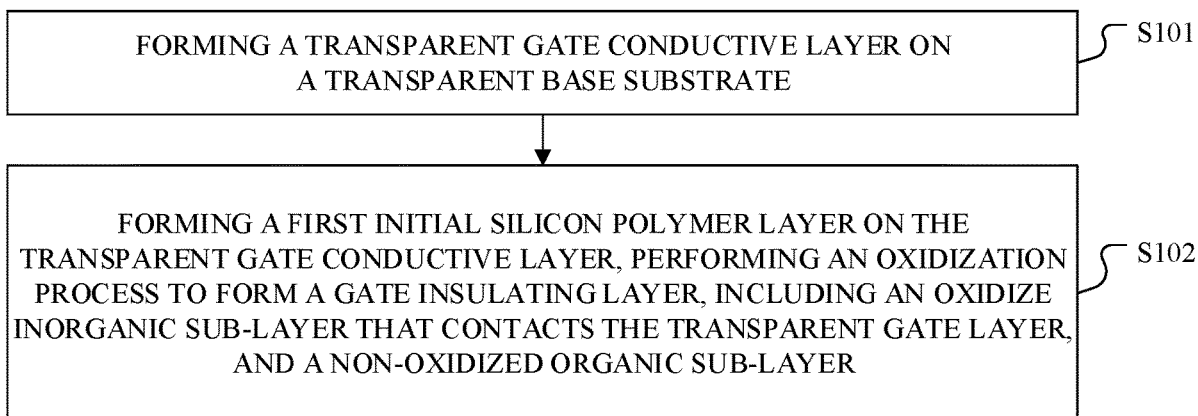 FORMING A TRANSPARENT GATE CONDUCTIVE LAYER ON
A TRANSPARENT BASE SUBSTRATE
S101
FORMING A FIRST INITIAL SILICON POLYMER LAYER ON THE
TRANSPARENT GATE CONDUCTIVE LAYER, PERFORMING AN OXIDIZATION
PROCESS TO FORM A GATE INSULATING LAYER, INCLUDING AN OXIDIZE
INORGANIC SUB-LAYER THAT CONTACTS THE TRANSPARENT GATE LAYER,
AND A NON-OXIDIZED ORGANIC SUB-LAYER
S102